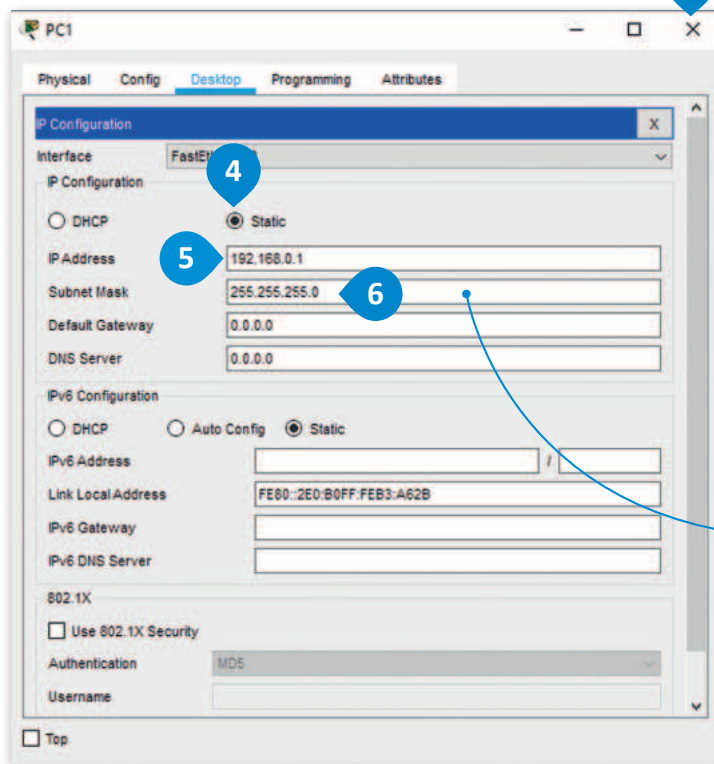 PC1
Physical Config Desktop Programming Attributes
IP Configuration X
Interface
IP Configuration
4
DHCP Static
IP Address 5 192.168.0.1
Subnet Mask 255.255.255.0 6
Default Gateway 0.0.0.0
DNS Server 0.0.0.0
IPv6 Configuration
DHCP Auto Config Static
IPv6 Address /
Link Local Address FE80::2E0:B0FF:FEB3:A62B
IPv6 Gateway
IPv6 DNS Server
802.1X
Use 802.1X Security
Authentication MD5
Username
Top